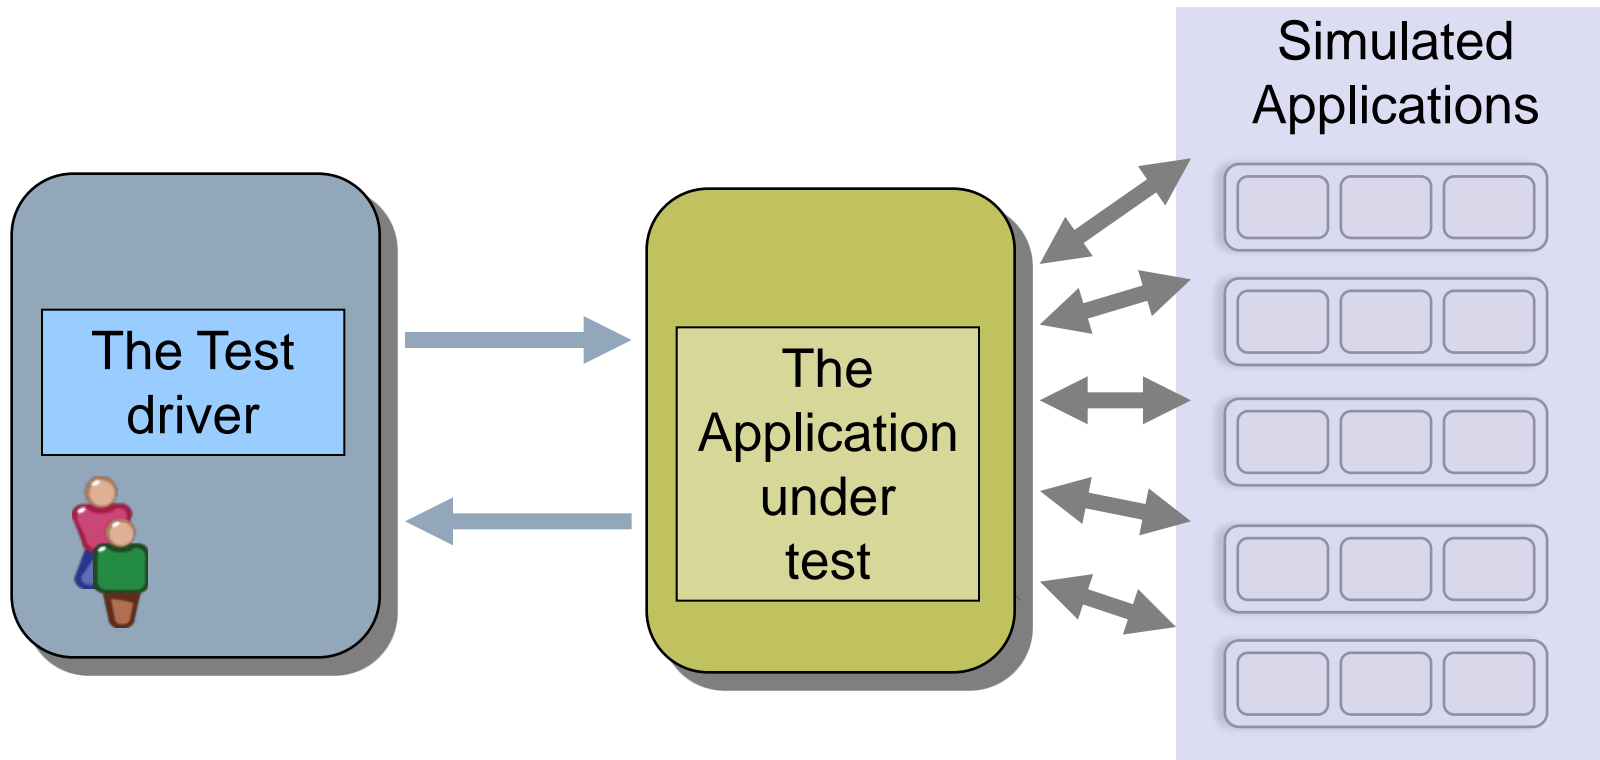 Simulated
Applications
The Test
driver
The
Application
under
test